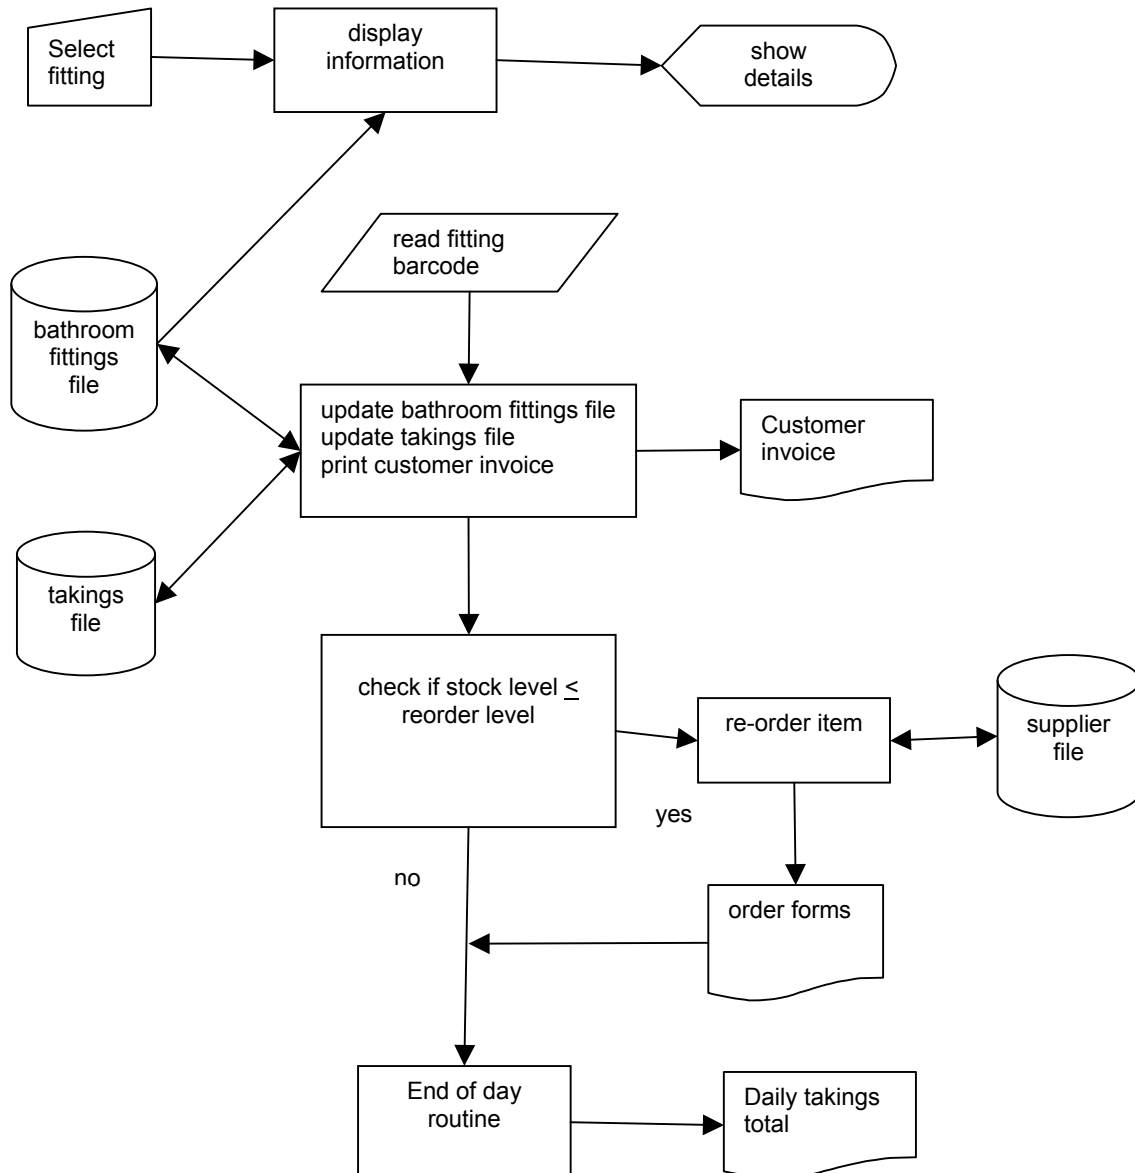 Select
fitting
display
information
show
details
read fitting
barcode
bathroom
fittings
file
update bathroom fittings file
update takings file
print customer invoice
Customer
invoice
takings
file
check if stock level ≤
reorder level
re-order item
supplier
file
yes
no
order forms
End of day
routine
Daily takings
total